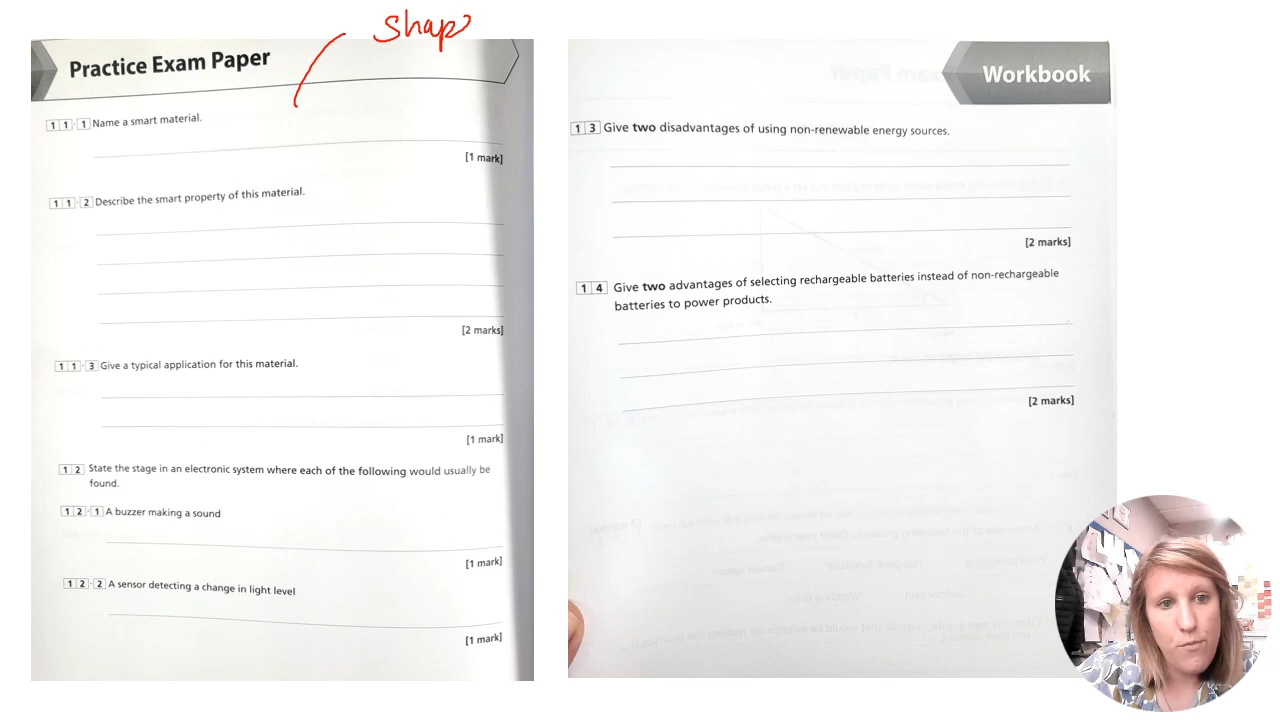 Shap
Practice Exam Paper
1 1 . 1 Name a smart material.
[1 mark]
1 1 . 2 Describe the smart property of this material.
[2 marks]
1 1 . 3 Give a typical application for this material.
[1 mark]
1 2 State the stage in an electronic system where each of the following would usually be
found.
1 2 . 1 A buzzer making a sound
[1 mark]
1 2 . 2 A sensor detecting a change in light level
[1 mark]
Workbook
1 3 Give two disadvantages of using non-renewable energy sources.
[2 marks]
1 4 Give two advantages of selecting rechargeable batteries instead of non-rechargeable
batteries to power products.
[2 marks]